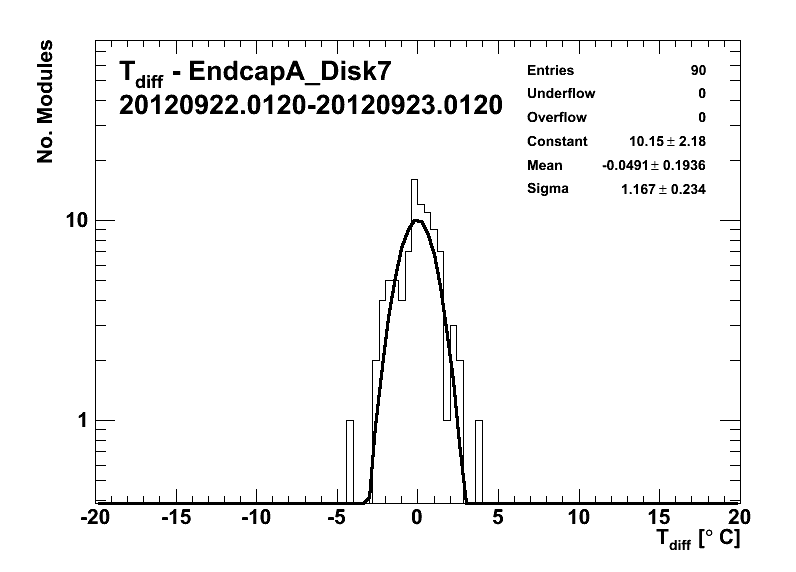 No. Modules
T_diff - EndcapA_Disk7
20120922.0120-20120923.0120
Entries 90
Underflow 0
Overflow 0
Constant 10.15 ± 2.18
Mean -0.0491 ± 0.1936
Sigma 1.167 ± 0.234
10
1
-20 -15 -10 -5 0 5 10 15 20
T_diff [° C]